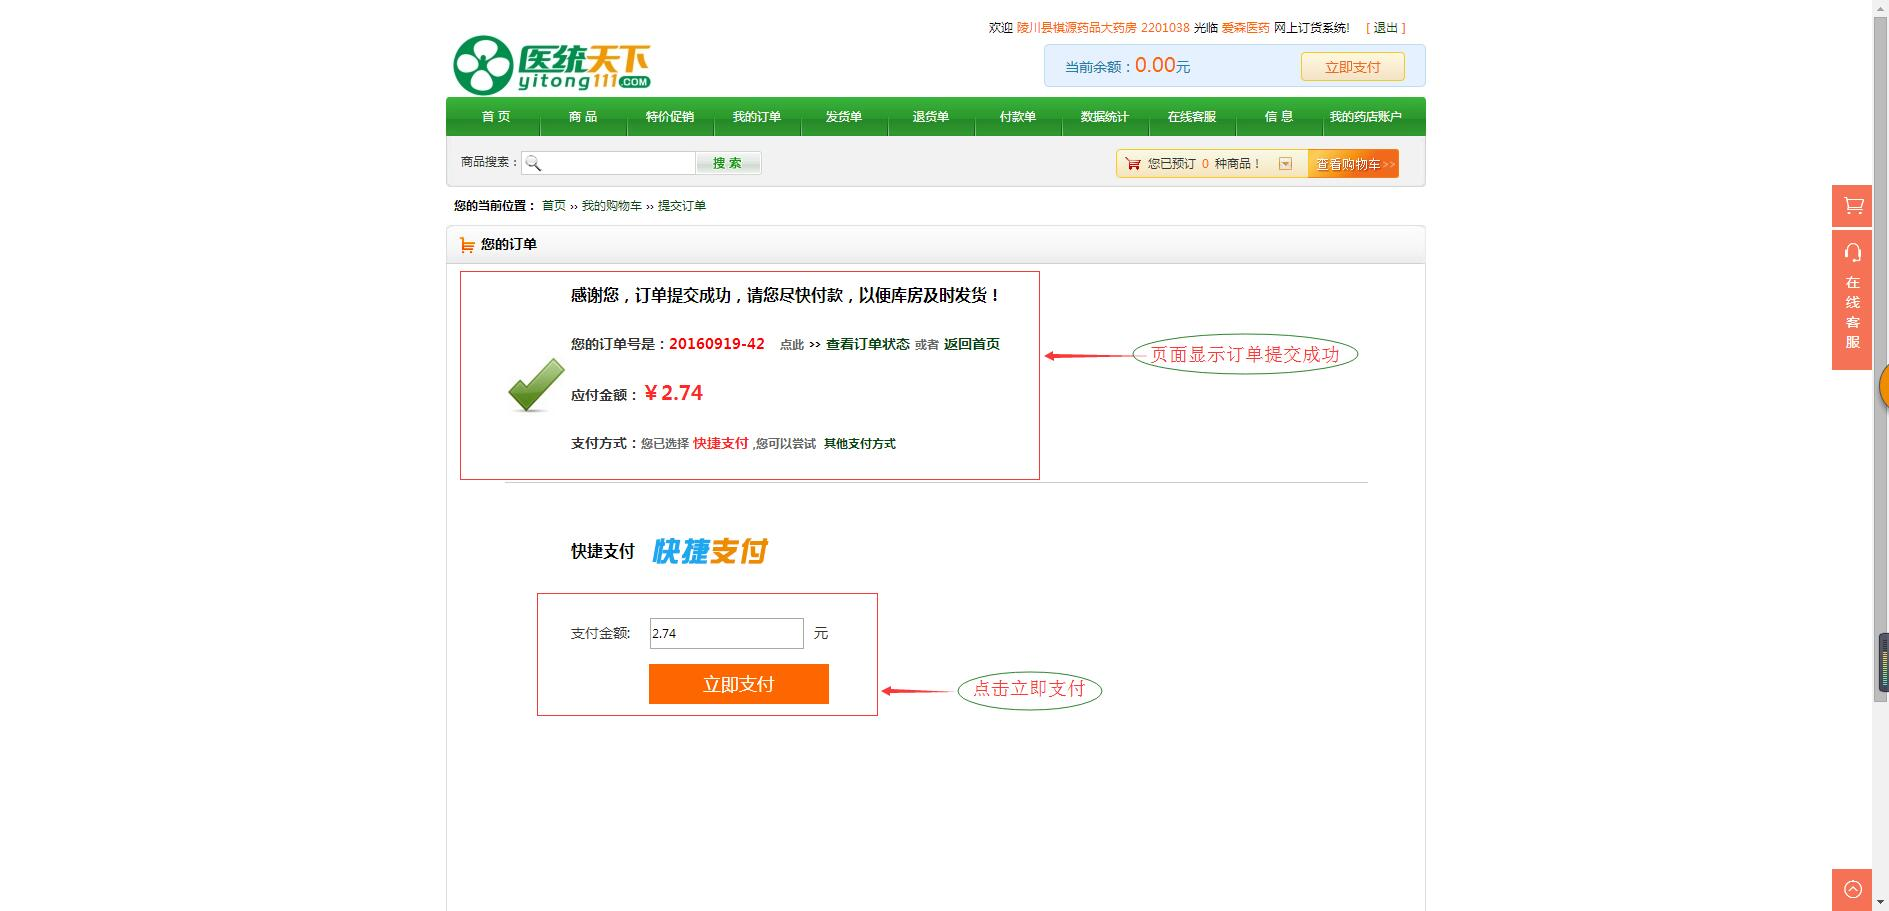 欢迎 陵川县棋源药品大药房 2201038 光临 爱森医药 网上订货系统! [ 退出 ]
医统天下
yitong111.COM
当前余额：0.00元
立即支付
首 页 商 品 特价促销 我的订单 发货单 退货单 付款单 数据统计 在线客服 信 息 我的药店账户
商品搜索： 搜 索
您已预订 0 种商品！ 查看购物车>>
您的当前位置： 首页 ›› 我的购物车 ›› 提交订单
您的订单
感谢您，订单提交成功，请您尽快付款，以便库房及时发货！
您的订单号是：20160919-42 点此 >> 查看订单状态 或者 返回首页
页面显示订单提交成功
应付金额：￥2.74
支付方式：您已选择 快捷支付 ,您可以尝试 其他支付方式
快捷支付 快捷支付
支付金额: 2.74 元
立即支付
点击立即支付
在
线
客
服